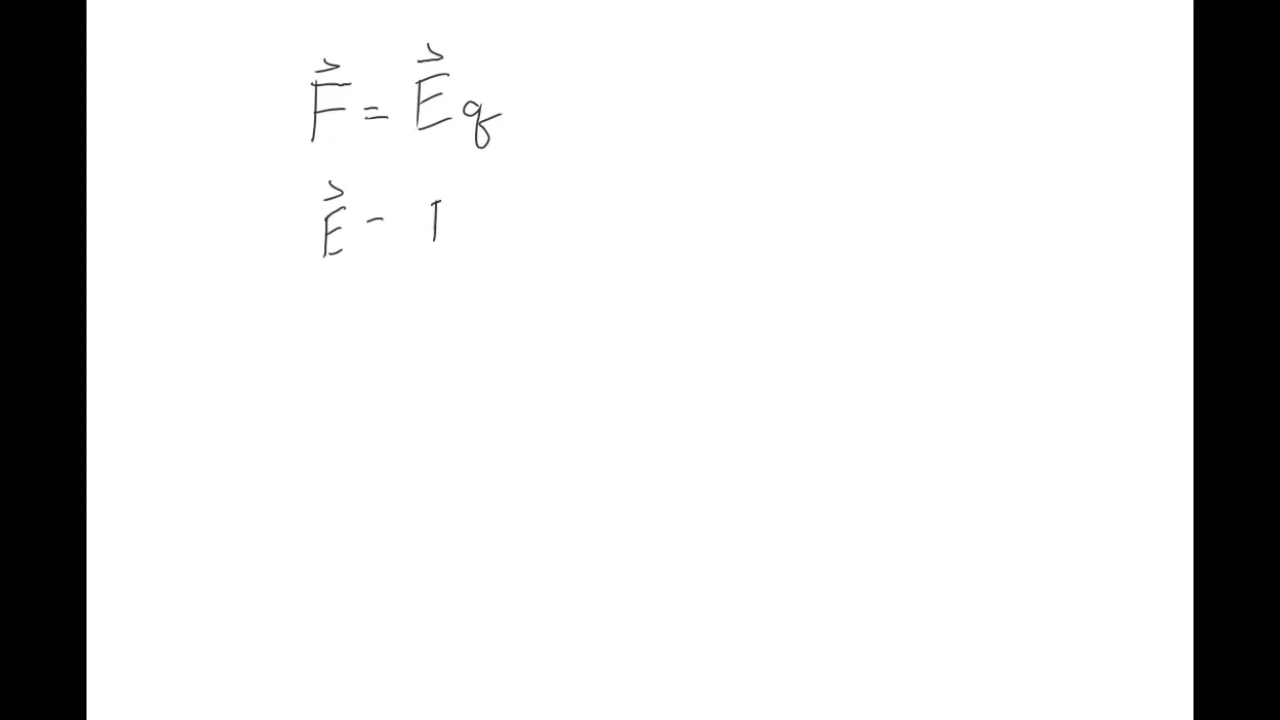 F⃗ = E⃗q
E⃗ -